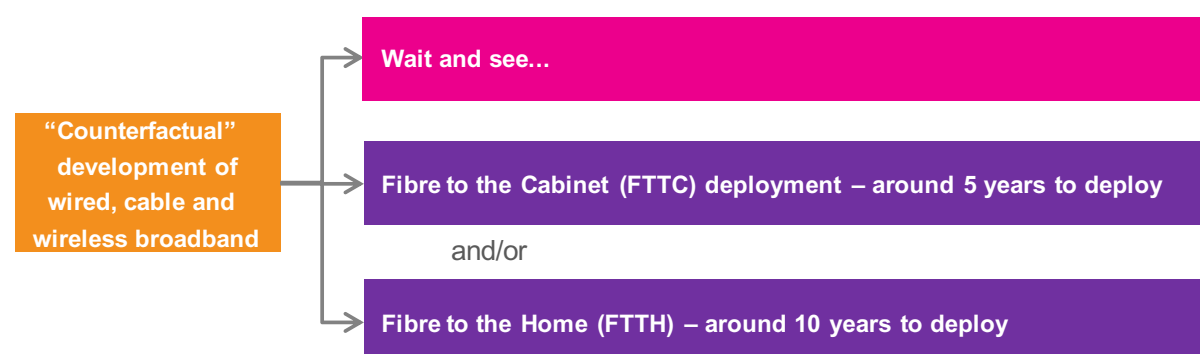 “Counterfactual”
development of
wired, cable and
wireless broadband
Wait and see...
Fibre to the Cabinet (FTTC) deployment – around 5 years to deploy
and/or
Fibre to the Home (FTTH) – around 10 years to deploy